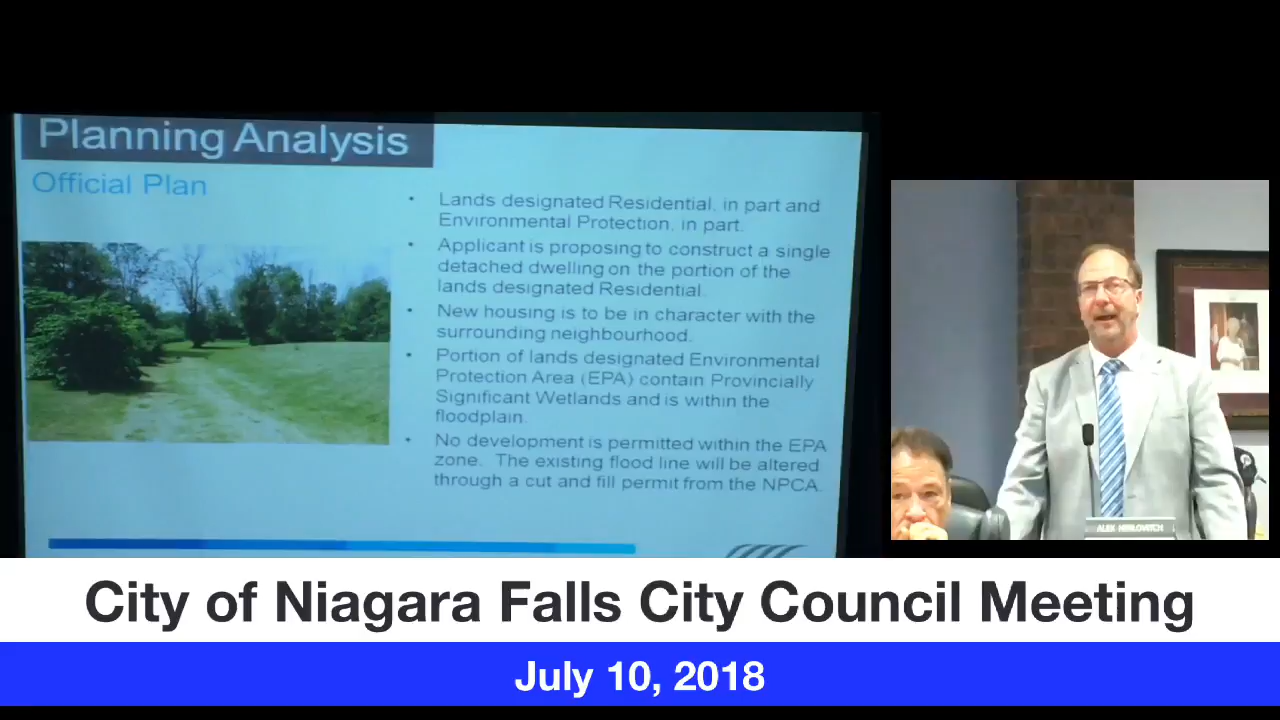 Planning Analysis
Official Plan
• Lands designated Residential, in part and
Environmental Protection, in part.
• Applicant is proposing to construct a single
detached dwelling on the portion of the
lands designated Residential.
• New housing is to be in character with the
surrounding neighbourhood.
• Portion of lands designated Environmental
Protection Area (EPA) contain Provincially
Significant Wetlands and is within the
floodplain.
• No development is permitted within the EPA
zone. The existing flood line will be altered
through a cut and fill permit from the NPCA.
ALEX HERLOVITCH
City of Niagara Falls City Council Meeting
July 10, 2018